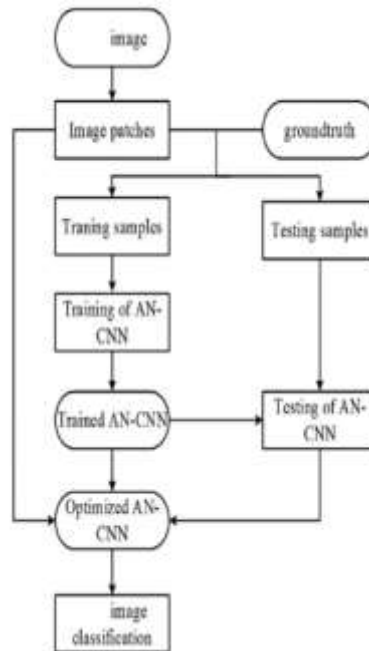 image
Image patches
groundtruth
Traning samples
Testing samples
Training of AN-
CNN
Trained AN-CNN
Testing of AN-
CNN
Optimized AN-
CNN
image
classification